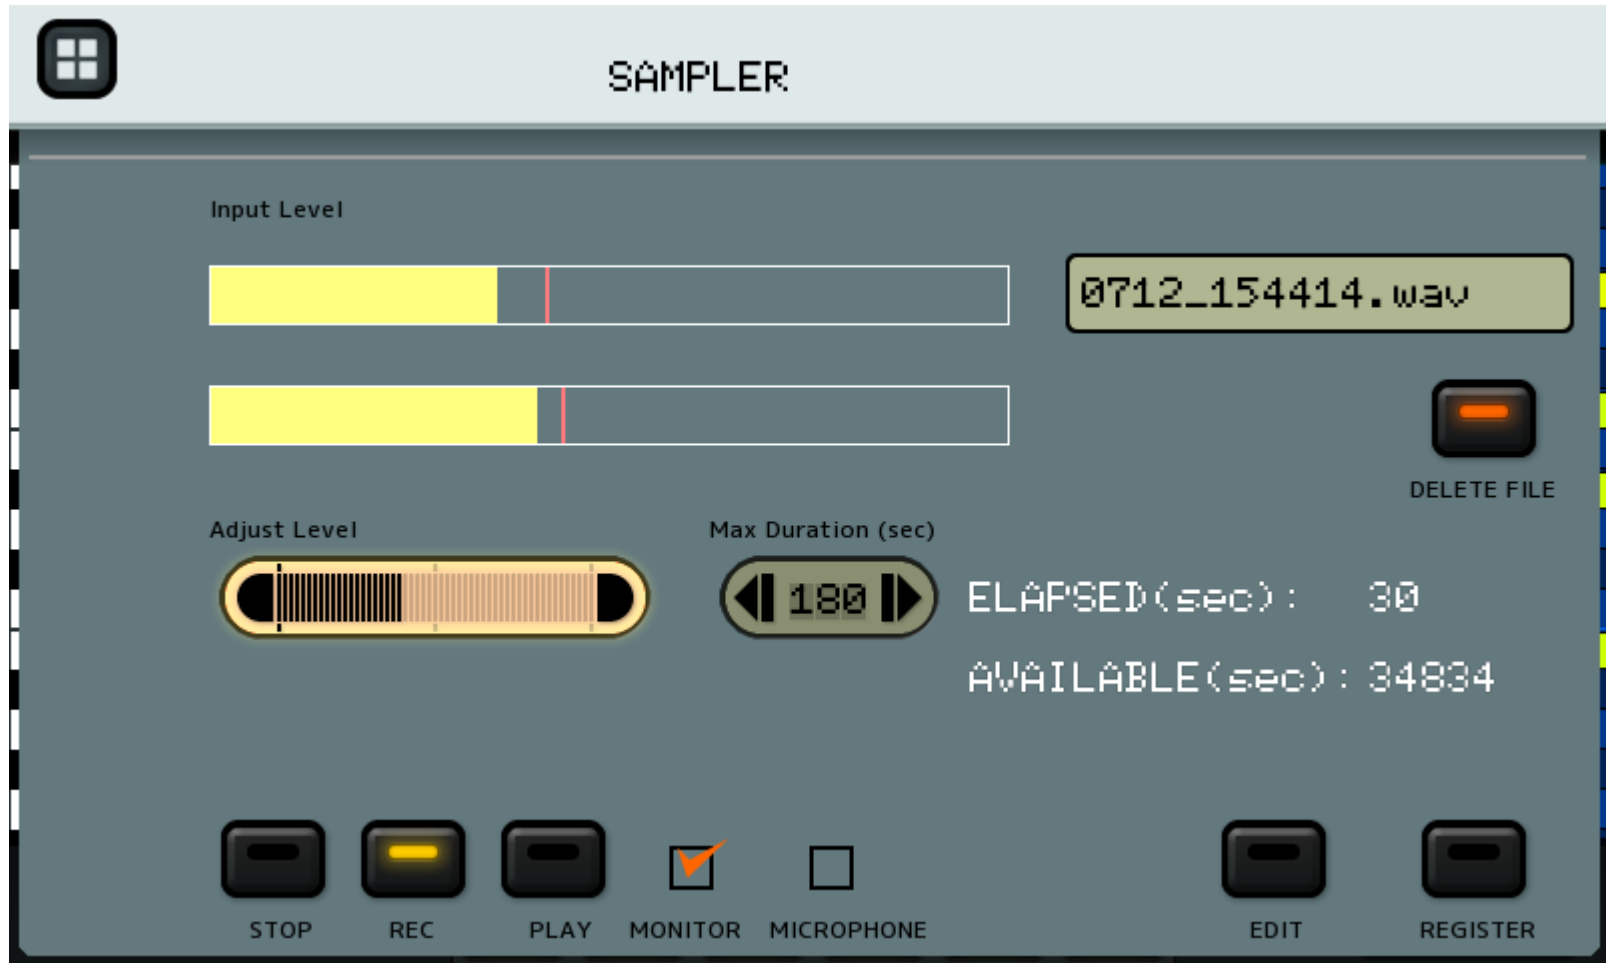 SAMPLER
Input Level
0712_154414.wav
DELETE FILE
Adjust Level
Max Duration (sec)
180
ELAPSED(sec): 30
AVAILABLE(sec): 34834
STOP
REC
PLAY
MONITOR
MICROPHONE
EDIT
REGISTER